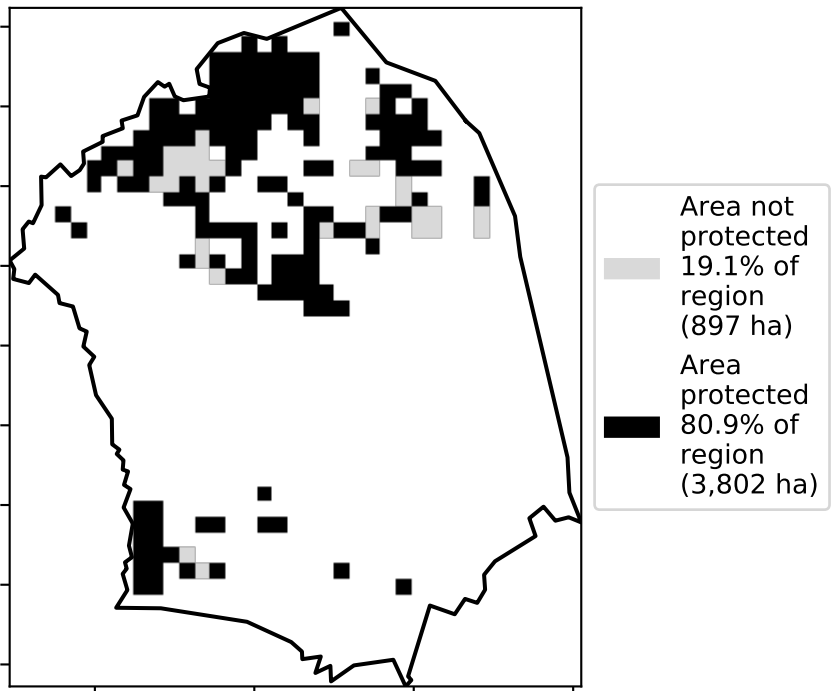 Area not
protected
19.1% of
region
(897 ha)
Area
protected
80.9% of
region
(3,802 ha)